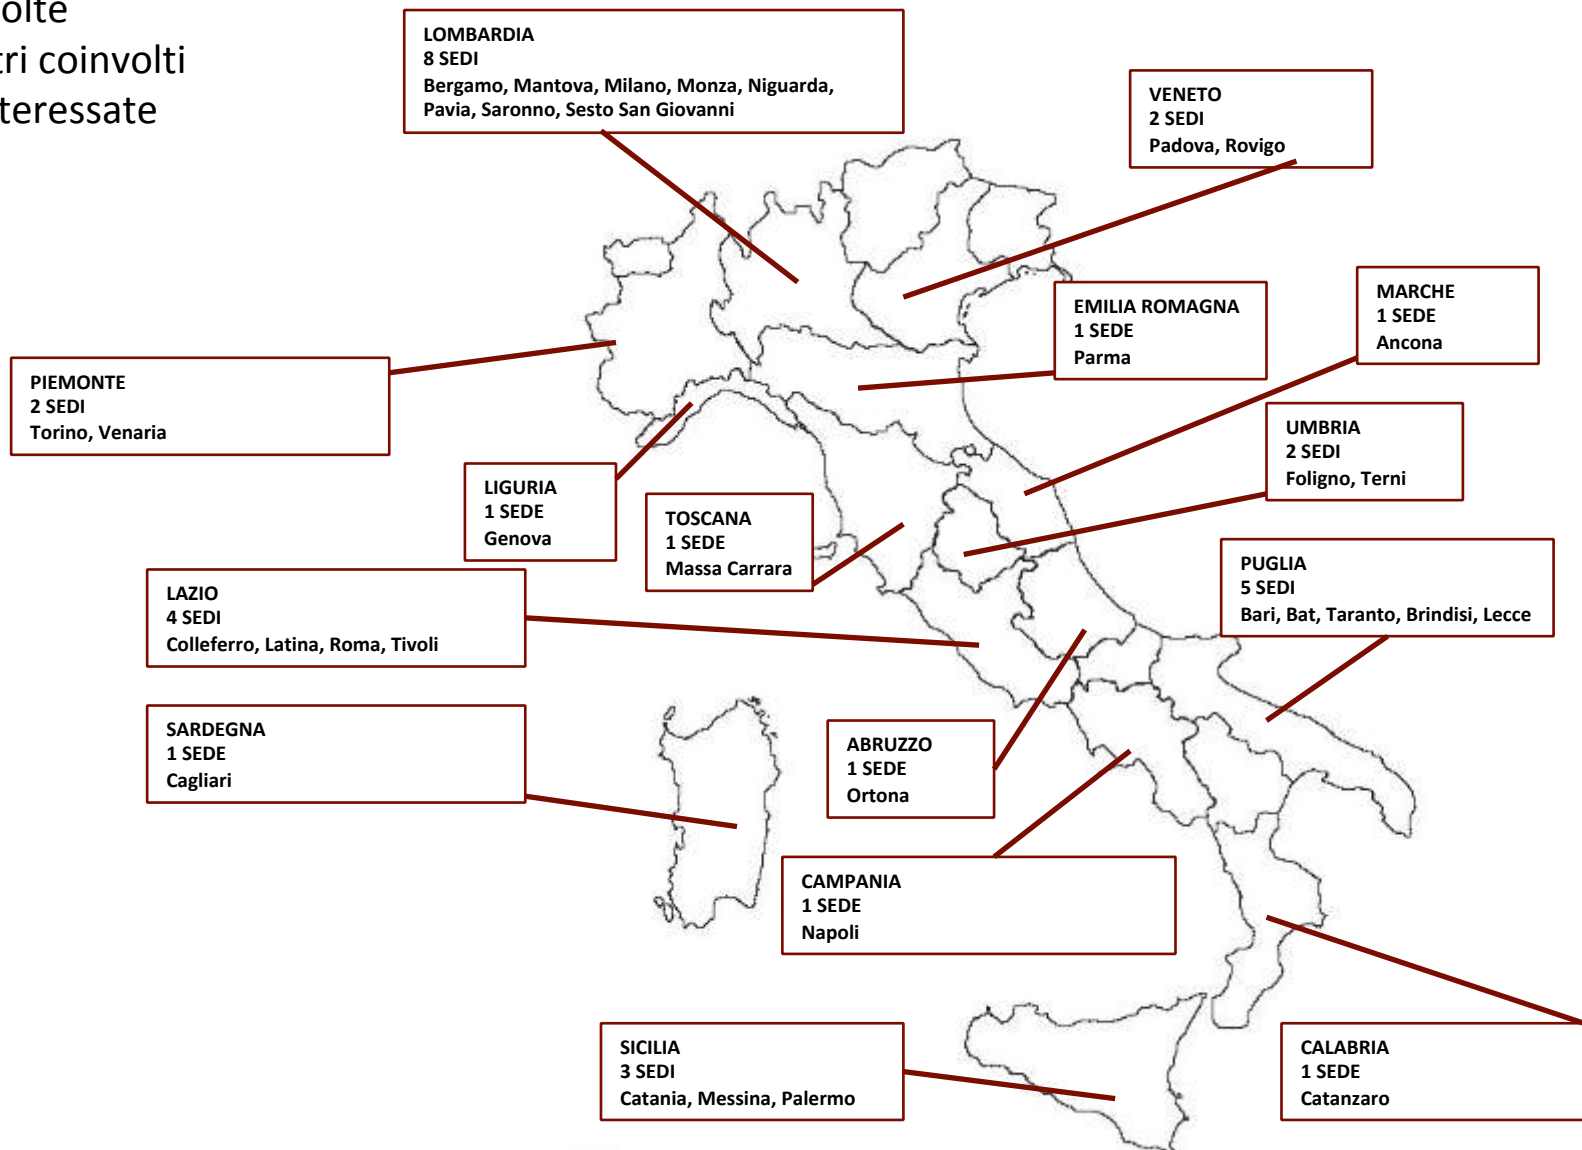 olte
tri coinvolti
nteressate
LOMBARDIA
8 SEDI
Bergamo, Mantova, Milano, Monza, Niguarda,
Pavia, Saronno, Sesto San Giovanni
VENETO
2 SEDI
Padova, Rovigo
EMILIA ROMAGNA
1 SEDE
Parma
MARCHE
1 SEDE
Ancona
PIEMONTE
2 SEDI
Torino, Venaria
UMBRIA
2 SEDI
Foligno, Terni
LIGURIA
1 SEDE
Genova
TOSCANA
1 SEDE
Massa Carrara
PUGLIA
5 SEDI
Bari, Bat, Taranto, Brindisi, Lecce
LAZIO
4 SEDI
Colleferro, Latina, Roma, Tivoli
SARDEGNA
1 SEDE
Cagliari
ABRUZZO
1 SEDE
Ortona
CAMPANIA
1 SEDE
Napoli
SICILIA
3 SEDI
Catania, Messina, Palermo
CALABRIA
1 SEDE
Catanzaro